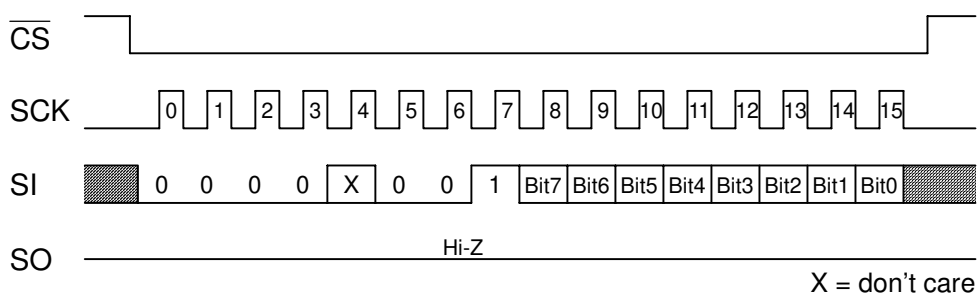 CS
SCK 0 1 2 3 4 5 6 7 8 9 10 11 12 13 14 15
SI 0 0 0 0 X 0 0 1 Bit7 Bit6 Bit5 Bit4 Bit3 Bit2 Bit1 Bit0
Hi-Z
SO
X = don't care